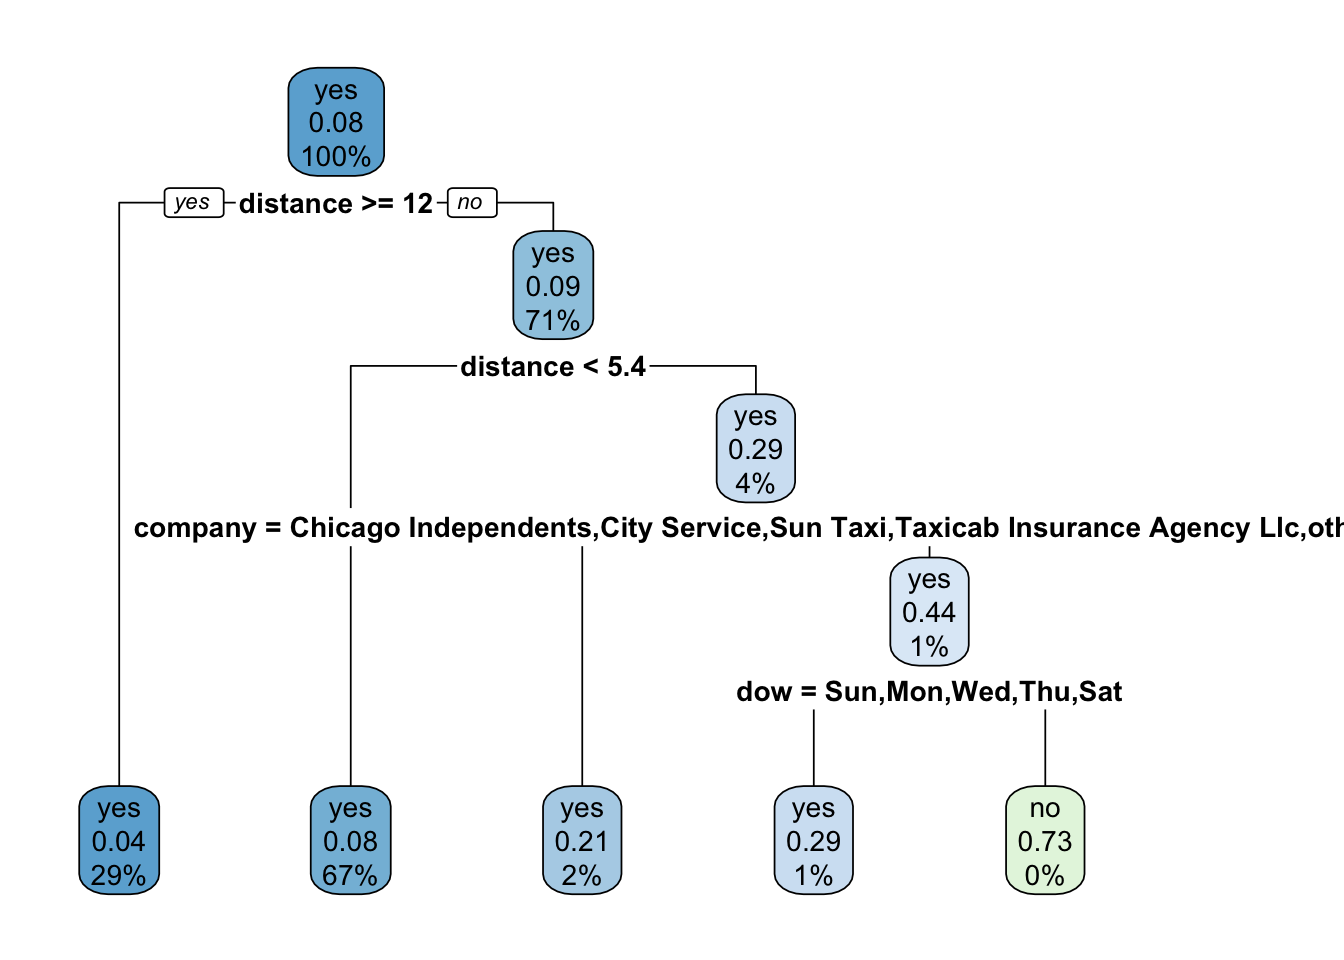 yes
0.08
100%
yes distance >= 12 no
yes
0.09
71%
distance < 5.4
yes
0.29
4%
company = Chicago Independents,City Service,Sun Taxi,Taxicab Insurance Agency Llc,oth
yes
0.44
1%
dow = Sun,Mon,Wed,Thu,Sat
yes
0.04
29%
yes
0.08
67%
yes
0.21
2%
yes
0.29
1%
no
0.73
0%